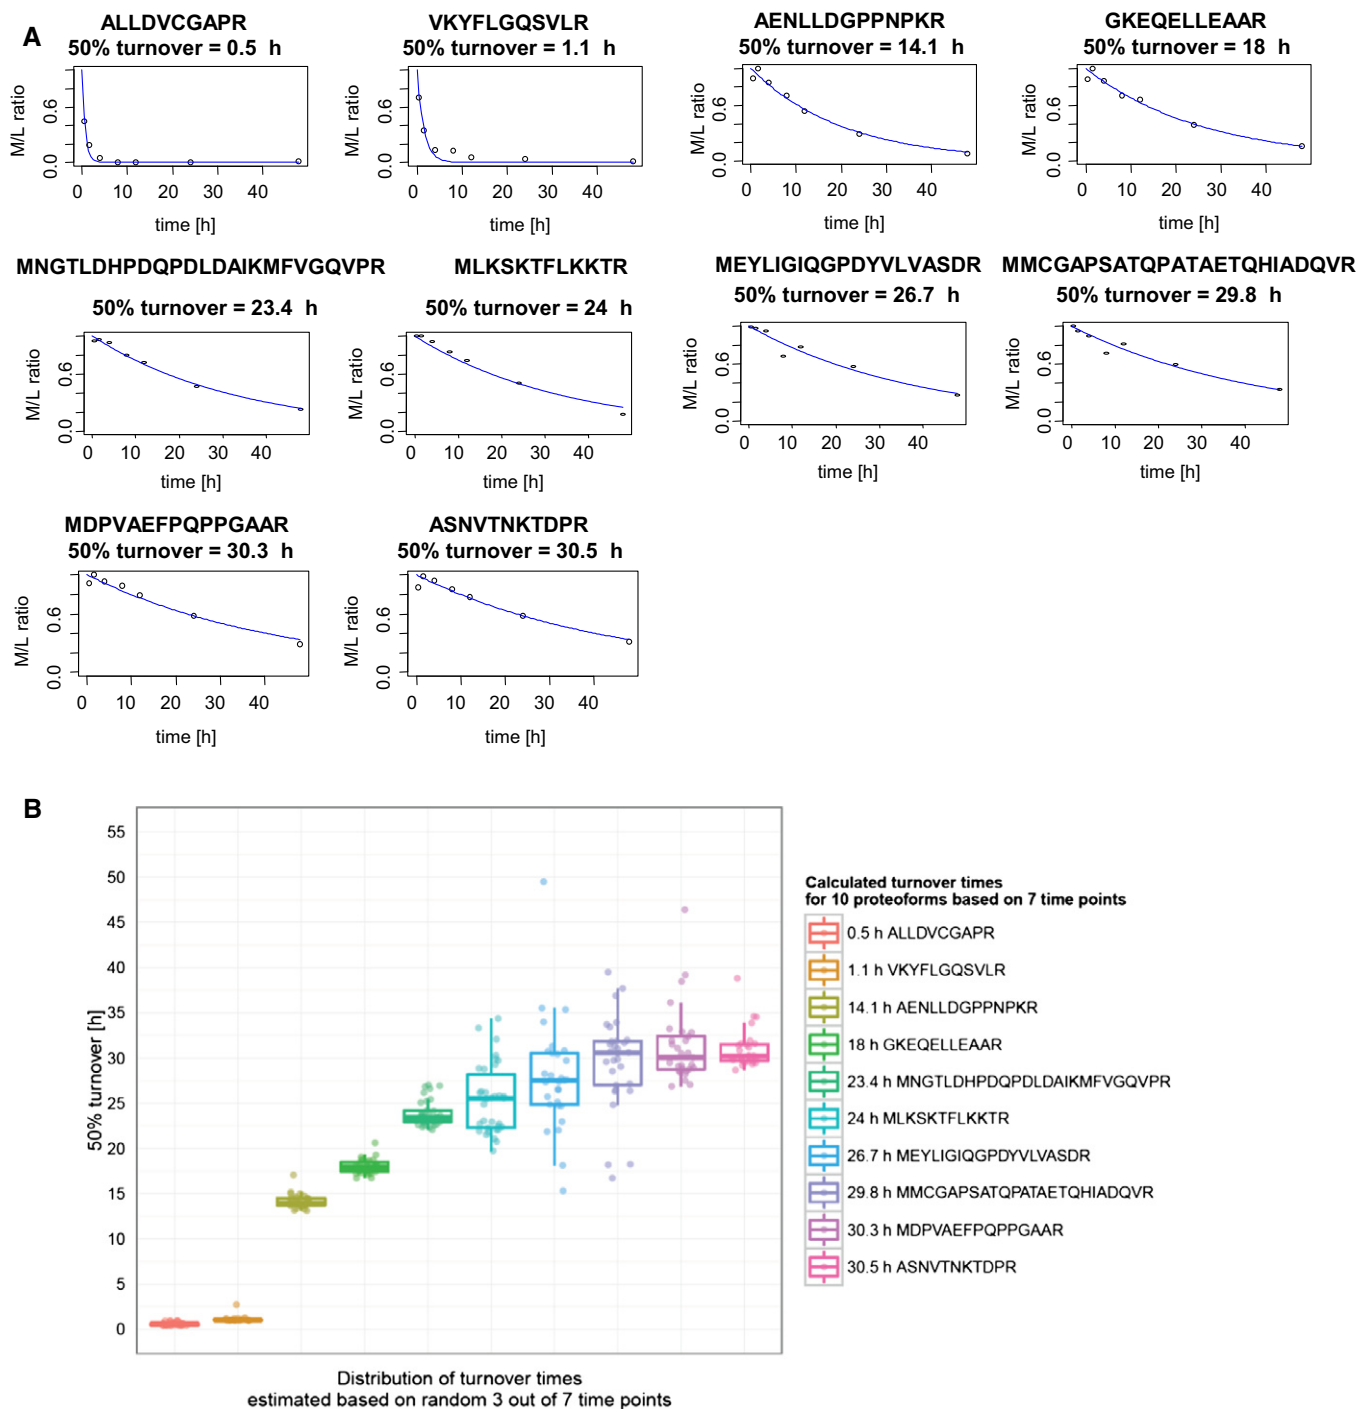 A
ALLDVCGAPR
50% turnover = 0.5 h
M/L ratio
0.6
0.0
0 10 20 30 40
time [h]
VKYFLGQSVLR
50% turnover = 1.1 h
M/L ratio
0.6
0.0
0 10 20 30 40
time [h]
AENLLDGPPNPKR
50% turnover = 14.1 h
M/L ratio
0.6
0.0
0 10 20 30 40
time [h]
GKEQELLEAAR
50% turnover = 18 h
M/L ratio
0.6
0.0
0 10 20 30 40
time [h]
MNGTLDHPDQPDLDAIKMFVGQVPR
50% turnover = 23.4 h
M/L ratio
0.6
0.0
0 10 20 30 40
time [h]
MLKSKTFLKKTR
50% turnover = 24 h
M/L ratio
0.6
0.0
0 10 20 30 40
time [h]
MEYLIGIQGPDYVLVASDR
50% turnover = 26.7 h
M/L ratio
0.6
0.0
0 10 20 30 40
time [h]
MMCGAPSATQPATAETQHIADQVR
50% turnover = 29.8 h
M/L ratio
0.6
0.0
0 10 20 30 40
time [h]
MDPVAEFPQPPGAAR
50% turnover = 30.3 h
M/L ratio
0.6
0.0
0 10 20 30 40
time [h]
ASNVTNKTDPR
50% turnover = 30.5 h
M/L ratio
0.6
0.0
0 10 20 30 40
time [h]
B
50% turnover [h]
55
50
45
40
35
30
25
20
15
10
5
0
Distribution of turnover times
estimated based on random 3 out of 7 time points
Calculated turnover times
for 10 proteoforms based on 7 time points
0.5 h ALLDVCGAPR
1.1 h VKYFLGQSVLR
14.1 h AENLLDGPPNPKR
18 h GKEQELLEAAR
23.4 h MNGTLDHPDQPDLDAIKMFVGQVPR
24 h MLKSKTFLKKTR
26.7 h MEYLIGIQGPDYVLVASDR
29.8 h MMCGAPSATQPATAETQHIADQVR
30.3 h MDPVAEFPQPPGAAR
30.5 h ASNVTNKTDPR